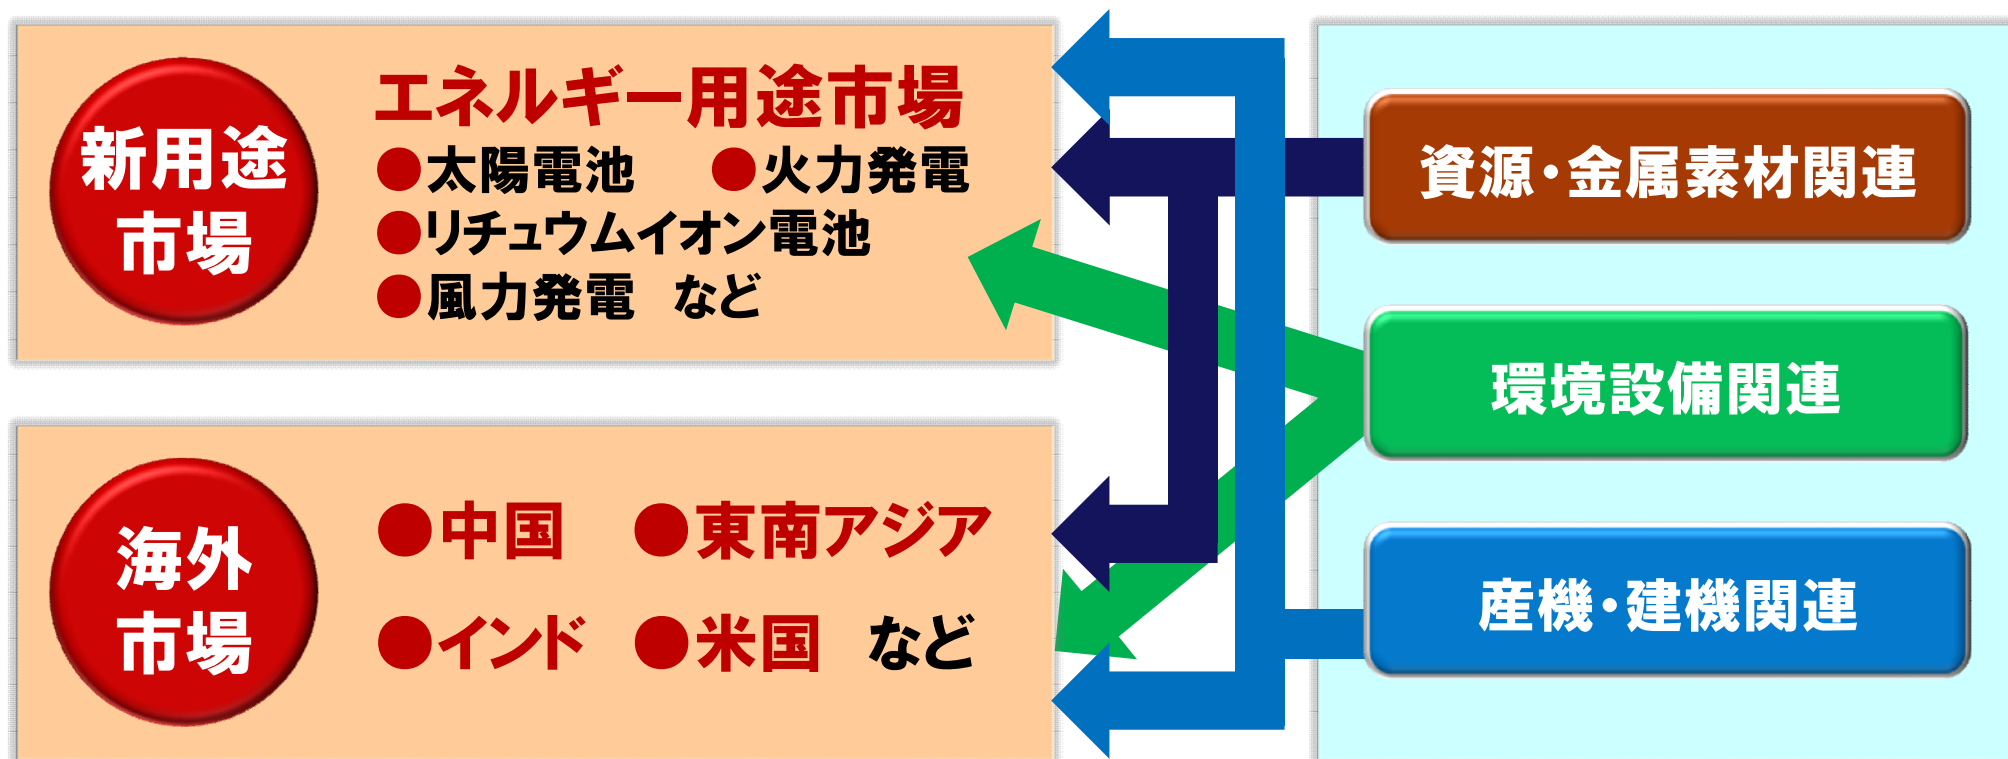 新用途
市場
エネルギー用途市場
●太陽電池　●火力発電
●リチュウムイオン電池
●風力発電　など
海外
市場
●中国　●東南アジア
●インド　●米国　など
資源・金属素材関連
環境設備関連
産機・建機関連